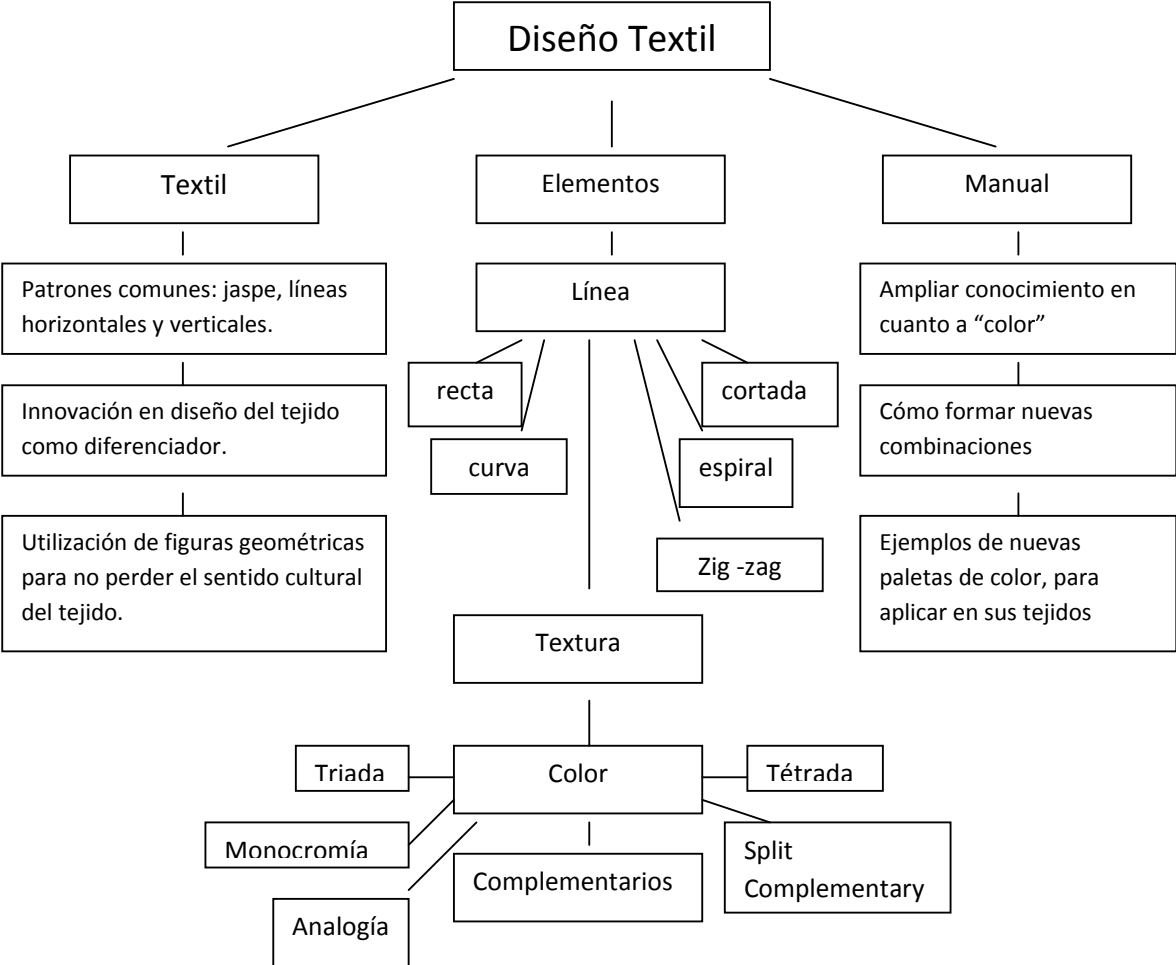 Diseño Textil
Textil
Elementos
Manual
Patrones comunes: jaspe, líneas
horizontales y verticales.
Línea
Ampliar conocimiento en
cuanto a “color”
recta
cortada
Innovación en diseño del tejido
como diferenciador.
Cómo formar nuevas
combinaciones
curva
espiral
Utilización de figuras geométricas
para no perder el sentido cultural
del tejido.
Zig -zag
Ejemplos de nuevas
paletas de color, para
aplicar en sus tejidos
Textura
Triada
Color
Tétrada
Monocromía
Complementarios
Split
Complementary
Analogía